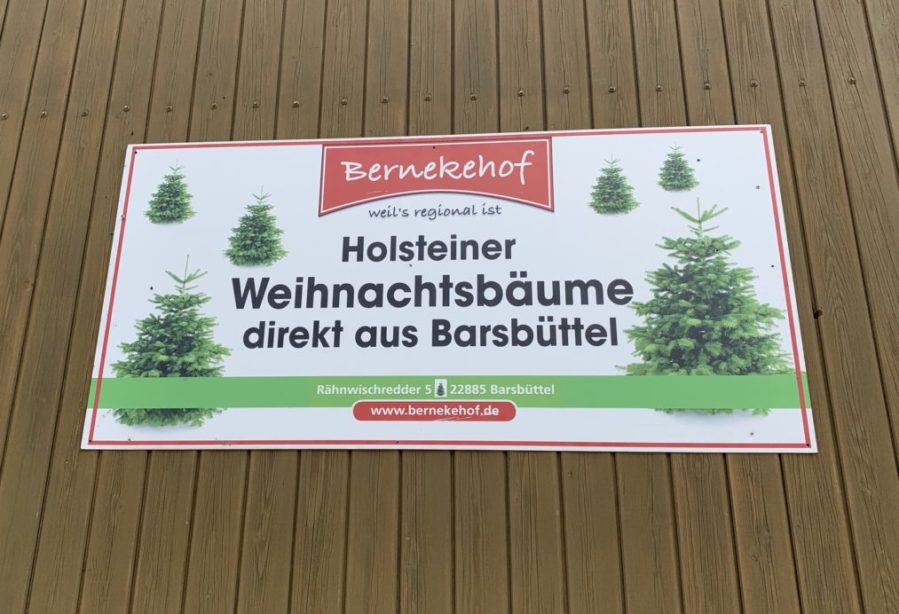 Bernekehof
weil's regional ist
Holsteiner
Weihnachtsbäume
direkt aus Barsbüttel
Rähnwischredder 5 22885 Barsbüttel
www.bernekehof.de